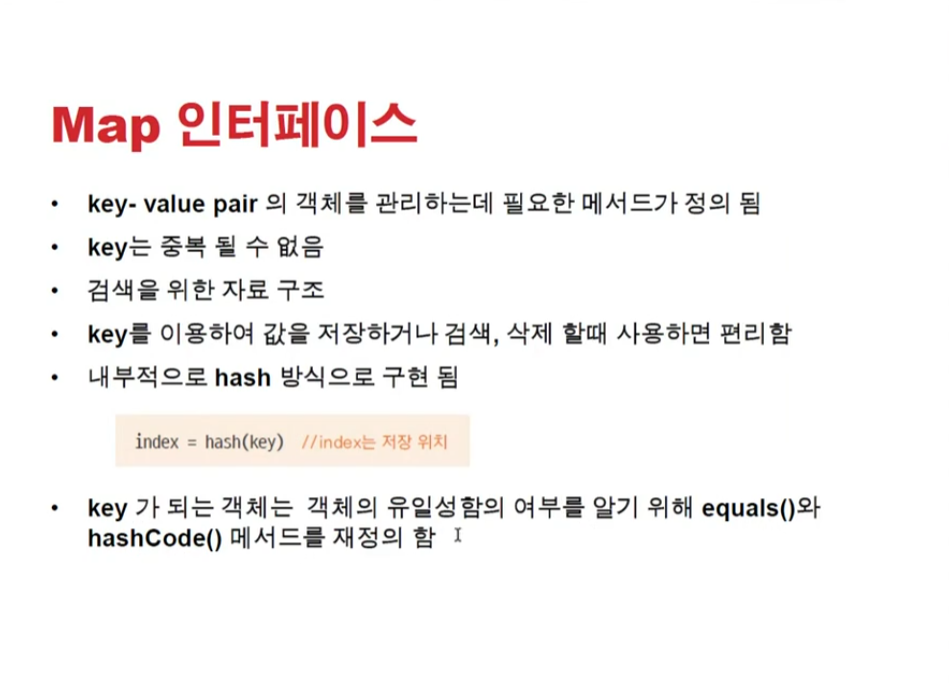 Map 인터페이스
• key- value pair 의 객체를 관리하는데 필요한 메서드가 정의 됨
• key는 중복 될 수 없음
• 검색을 위한 자료 구조
• key를 이용하여 값을 저장하거나 검색, 삭제 할때 사용하면 편리함
• 내부적으로 hash 방식으로 구현 됨
index = hash(key) //index는 저장 위치
• key 가 되는 객체는 객체의 유일성함의 여부를 알기 위해 equals()와
hashCode() 메서드를 재정의 함